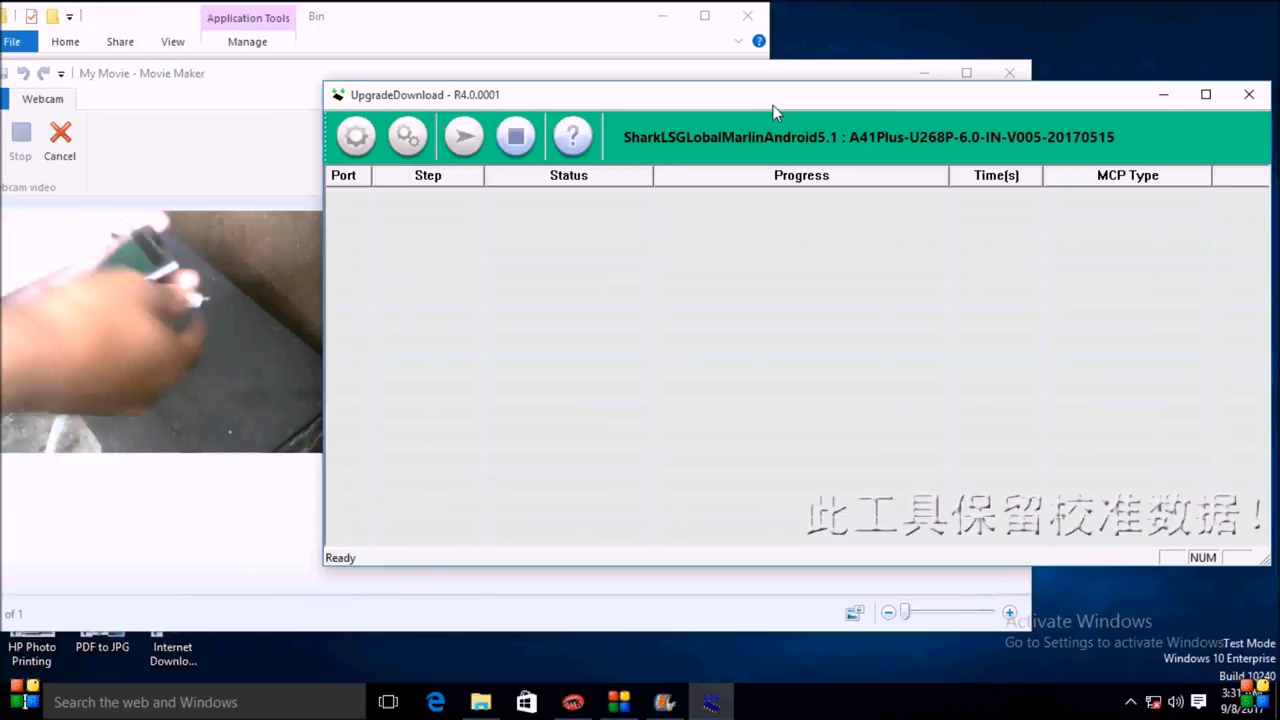 Application Tools
Bin
File
Home
Share
View
Manage
My Movie - Movie Maker
Webcam
Stop
Cancel
bcam video
UpgradeDownload - R4.0.0001
SharkLSGLobalMarlinAndroid5.1 : A41Plus-U268P-6.0-IN-V005-20170515
Port
Step
Status
Progress
Time(s)
MCP Type
此工具保留校准数据！
Ready
NUM
of 1
Activate Windows
Go to Settings to activate Windows
Test Mode
Windows 10 Enterprise
Build 10240
HP Photo
Printing
PDF to JPG
Internet
Downlo...
Search the web and Windows
3:31
9/8/2017